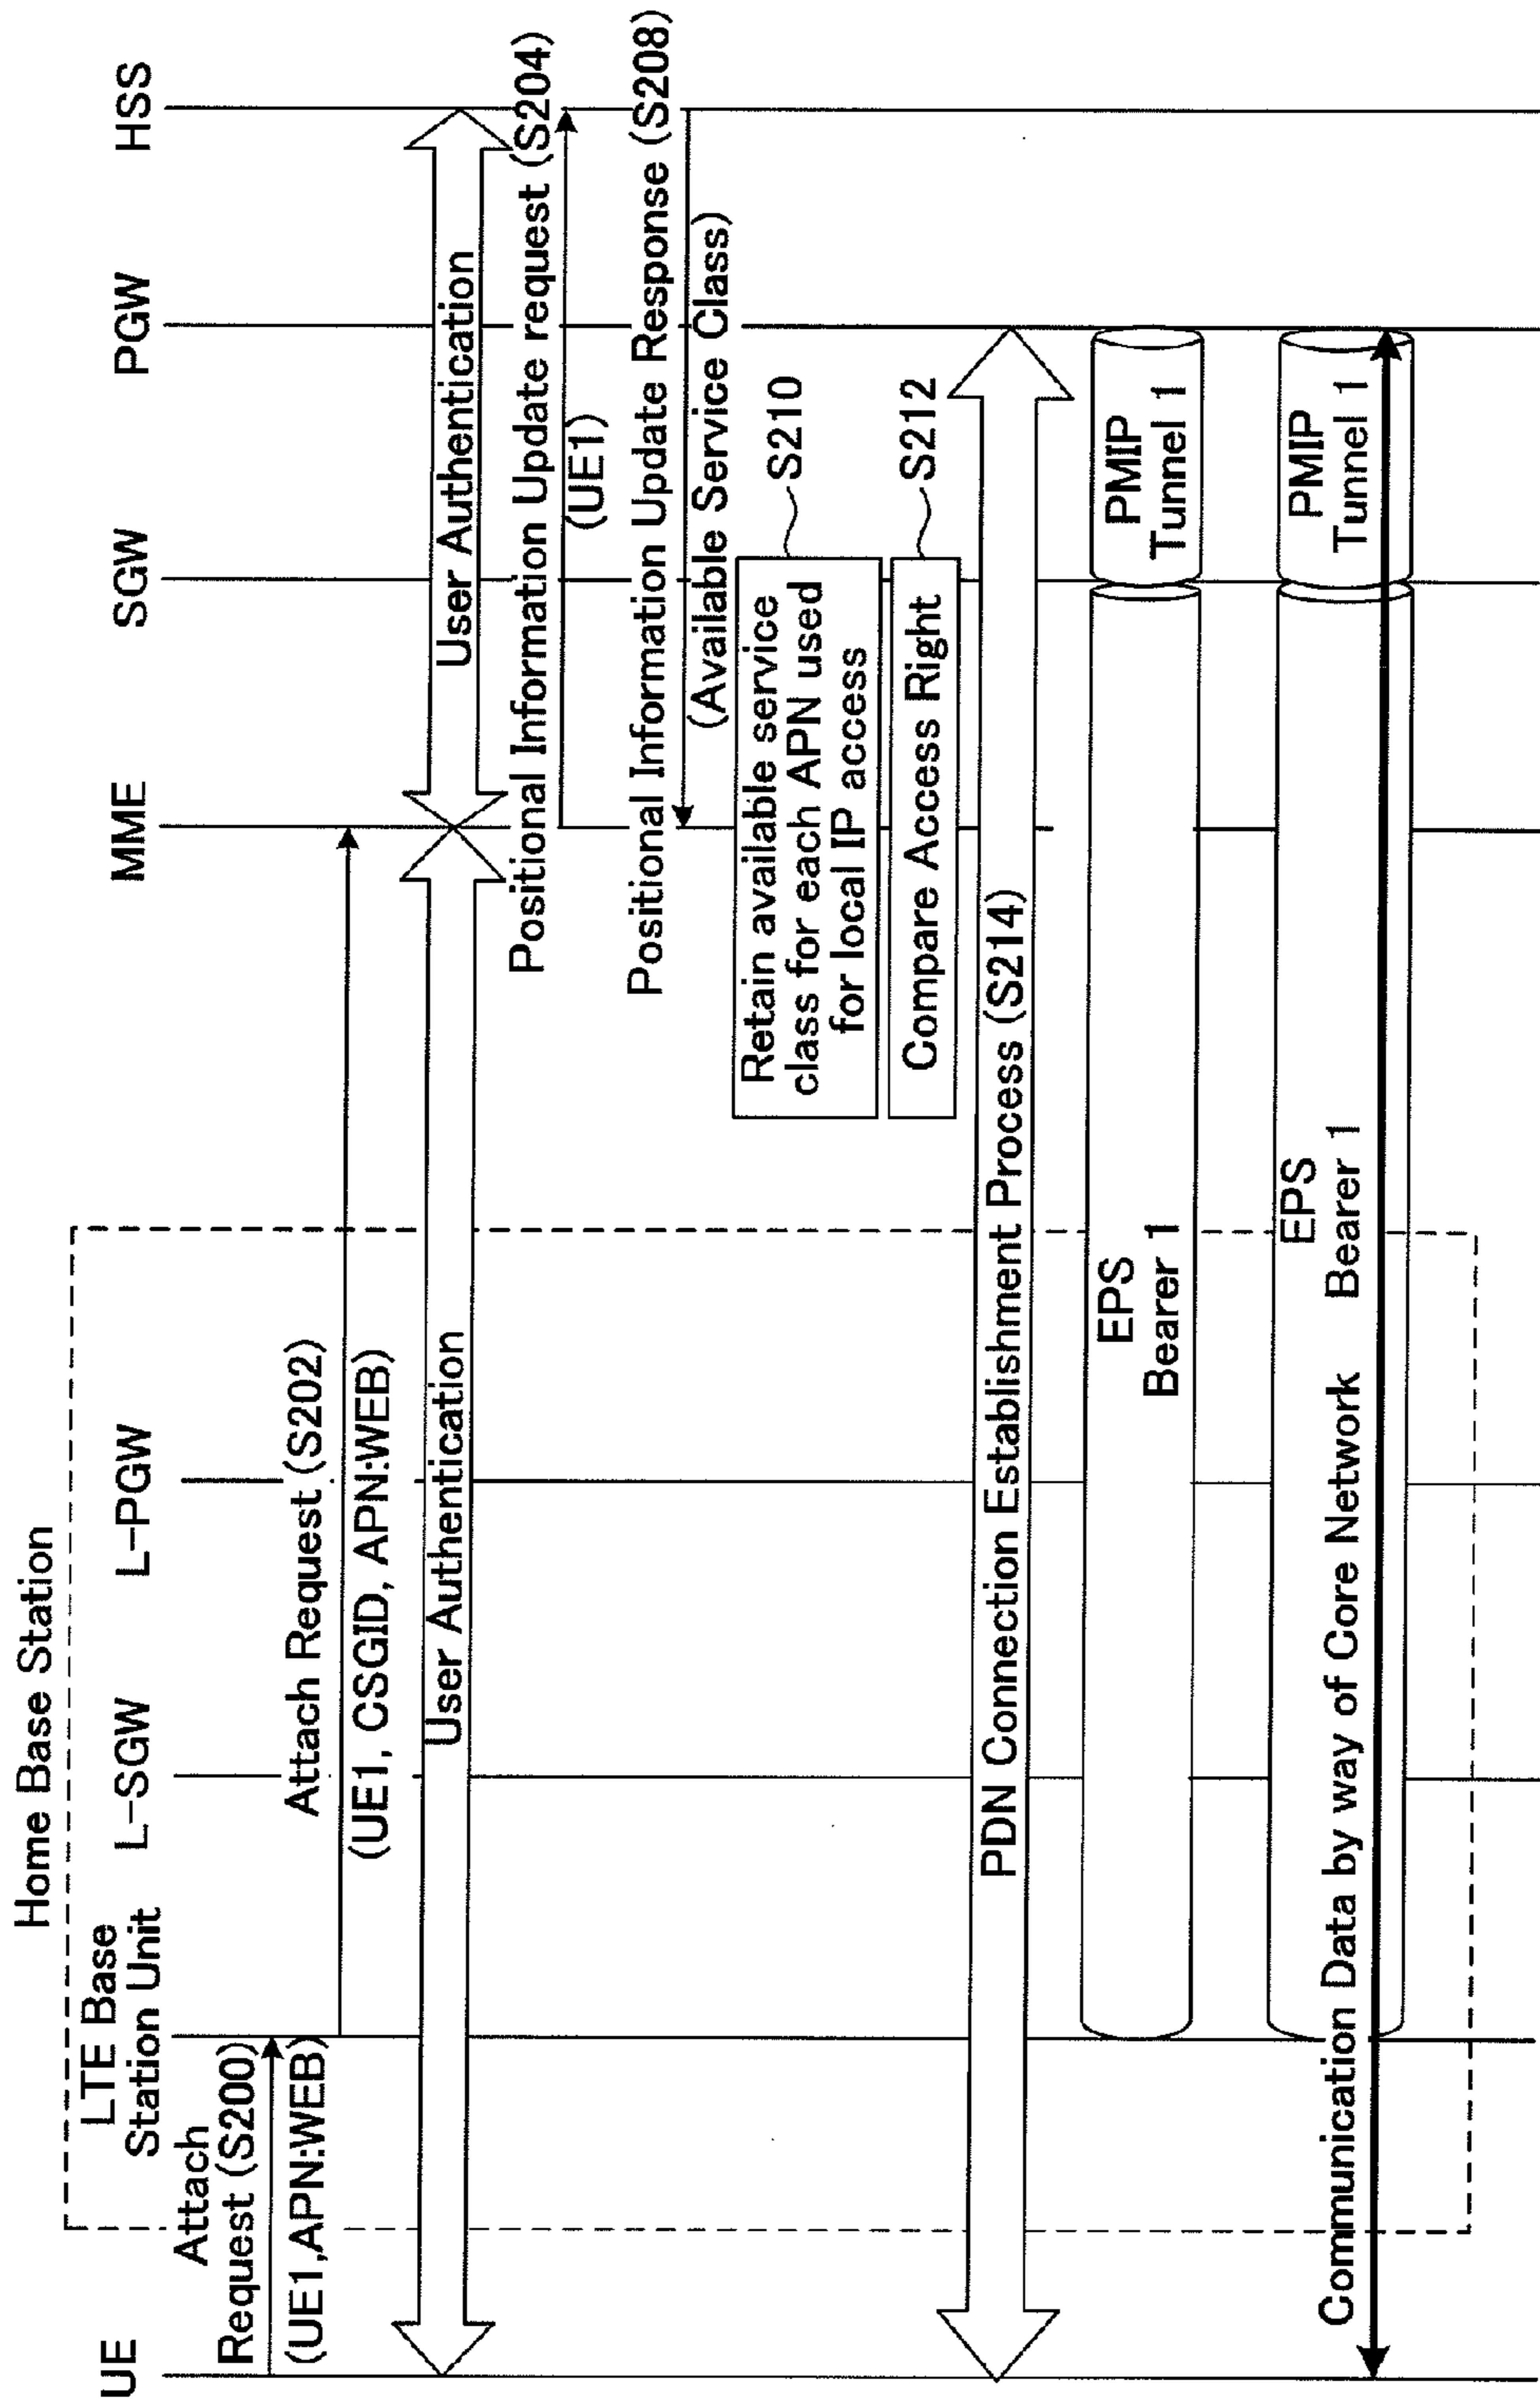 Home Base Station
UE
LTE Base
Station Unit
L-SGW
L-PGW
MME
SGW
PGW
HSS
Attach
Request (S200)
(UE1,APN:WEB)
Attach Request (S202)
(UE1, CSGID, APN:WEB)
User Authentication
User Authentication
Positional Information Update request (S204)
(UE1)
Positional Information Update Response (S208)
(Available Service Class)
Retain available service
class for each APN used
for local IP access
S210
Compare Access Right
S212
PDN Connection Establishment Process (S214)
EPS
Bearer 1
PMIP
Tunnel 1
EPS
Bearer 1
PMIP
Tunnel 1
Communication Data by way of Core Network